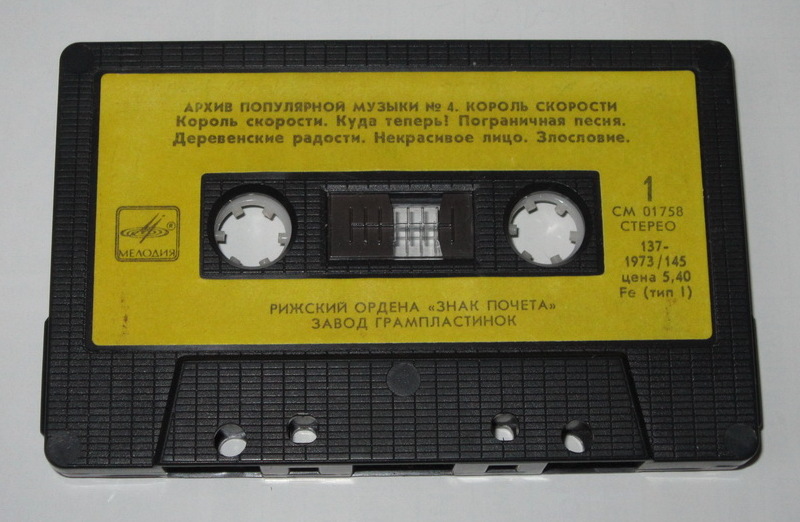 АРХИВ ПОПУЛЯРНОЙ МУЗЫКИ № 4. КОРОЛЬ СКОРОСТИ
Король скорости. Куда теперь! Пограничная песня.
Деревенские радости. Некрасивое лицо. Злословие.
МЕЛОДИЯ ®
1
СМ 01758
СТЕРЕО
137-
1973/145
цена 5,40
Fe (тип I)
РИЖСКИЙ ОРДЕНА «ЗНАК ПОЧЕТА»
ЗАВОД ГРАМПЛАСТИНОК